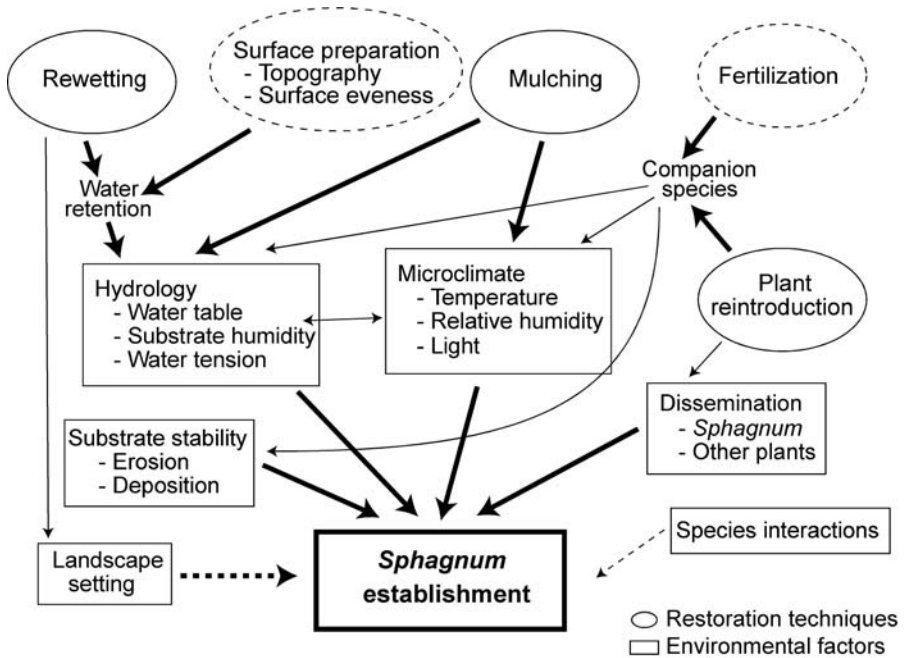 Rewetting
Surface preparation
- Topography
- Surface eveness
Mulching
Fertilization
Water
retention
Companion
species
Hydrology
- Water table
- Substrate humidity
- Water tension
Microclimate
- Temperature
- Relative humidity
- Light
Plant
reintroduction
Substrate stability
- Erosion
- Deposition
Dissemination
- Sphagnum
- Other plants
Landscape
setting
Sphagnum
establishment
Species interactions
Restoration techniques
Environmental factors